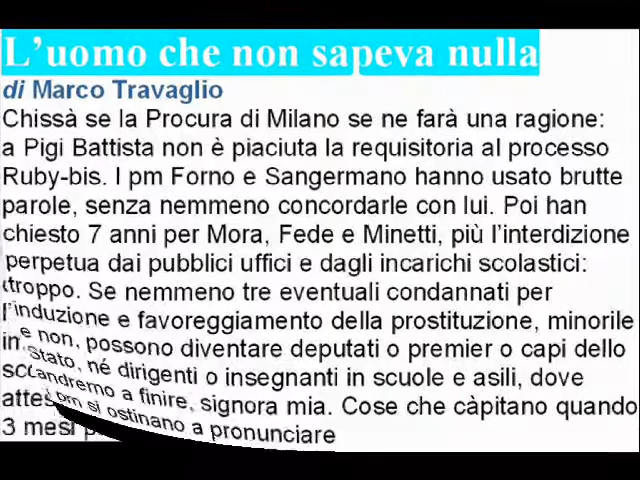 L'uomo che non sapeva nulla
di Marco Travaglio
Chissà se la Procura di Milano se ne farà una ragione:
a Pigi Battista non è piaciuta la requisitoria al processo
Ruby-bis. I pm Forno e Sangermano hanno usato brutte
parole, senza nemmeno concordarle con lui. Poi han
chiesto 7 anni per Mora, Fede e Minetti, più l'interdizione
perpetua dai pubblici uffici e dagli incarichi scolastici:
troppo. Se nemmeno tre eventuali condannati per
l'induzione e favoreggiamento della prostituzione, minorile
e non, possono diventare deputati o premier o capi dello
Stato, né dirigenti o insegnanti in scuole e asili, dove
andremo a finire, signora mia. Cose che càpitano quando
pm si ostinano a pronunciare
3 mesi